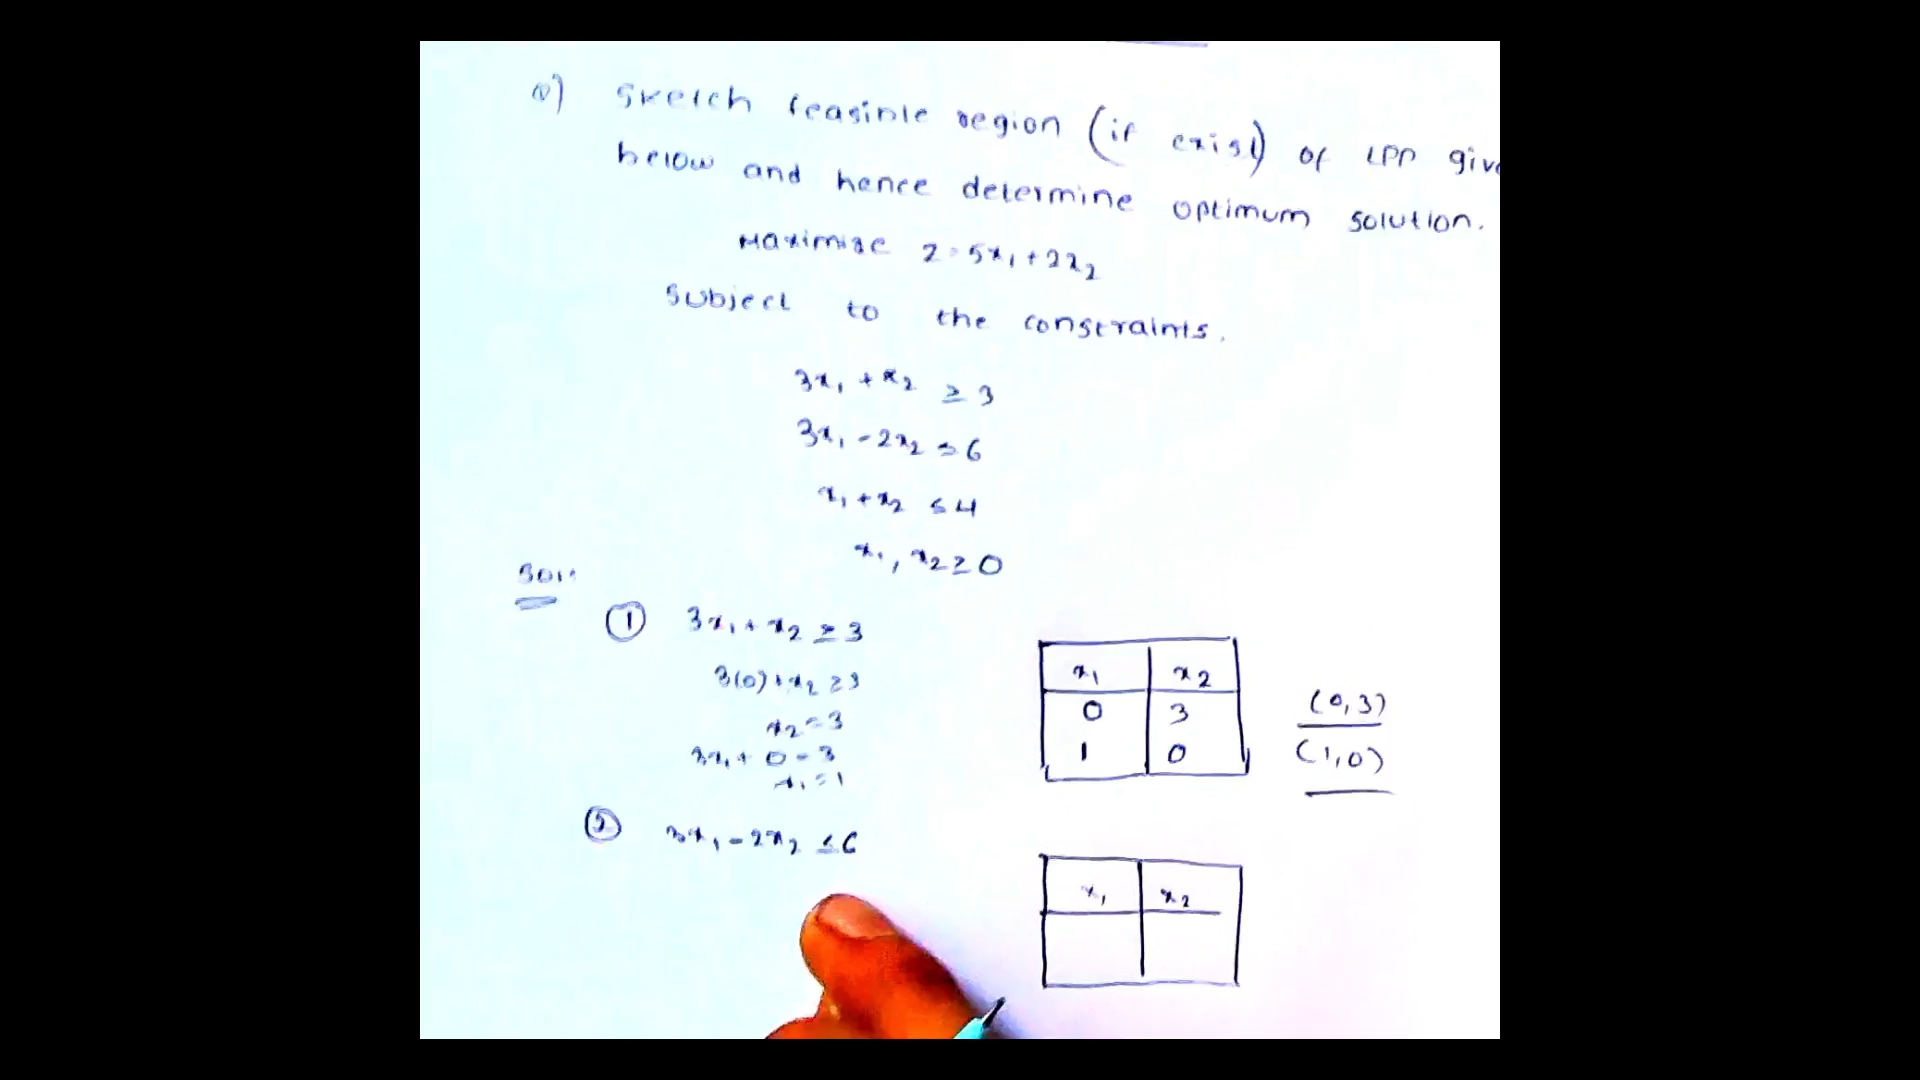 Q) Sketch feasible region (if exist) of LPP give
below and hence determine optimum solution.
Maximize Z = 5x₁ + 2x₂
Subject to the constraints.
3x₁ + x₂ ≥ 3
3x₁ - 2x₂ ≤ 6
x₁ + x₂ ≤ 4
x₁, x₂ ≥ 0
Sol:
① 3x₁ + x₂ ≥ 3
3(0) + x₂ ≥ 3
x₂ = 3
3x₁ + 0 = 3
x₁ = 1
x₁ x₂
0 3
1 0
(0,3)
(1,0)
② 3x₁ - 2x₂ ≤ 6
x₁ x₂